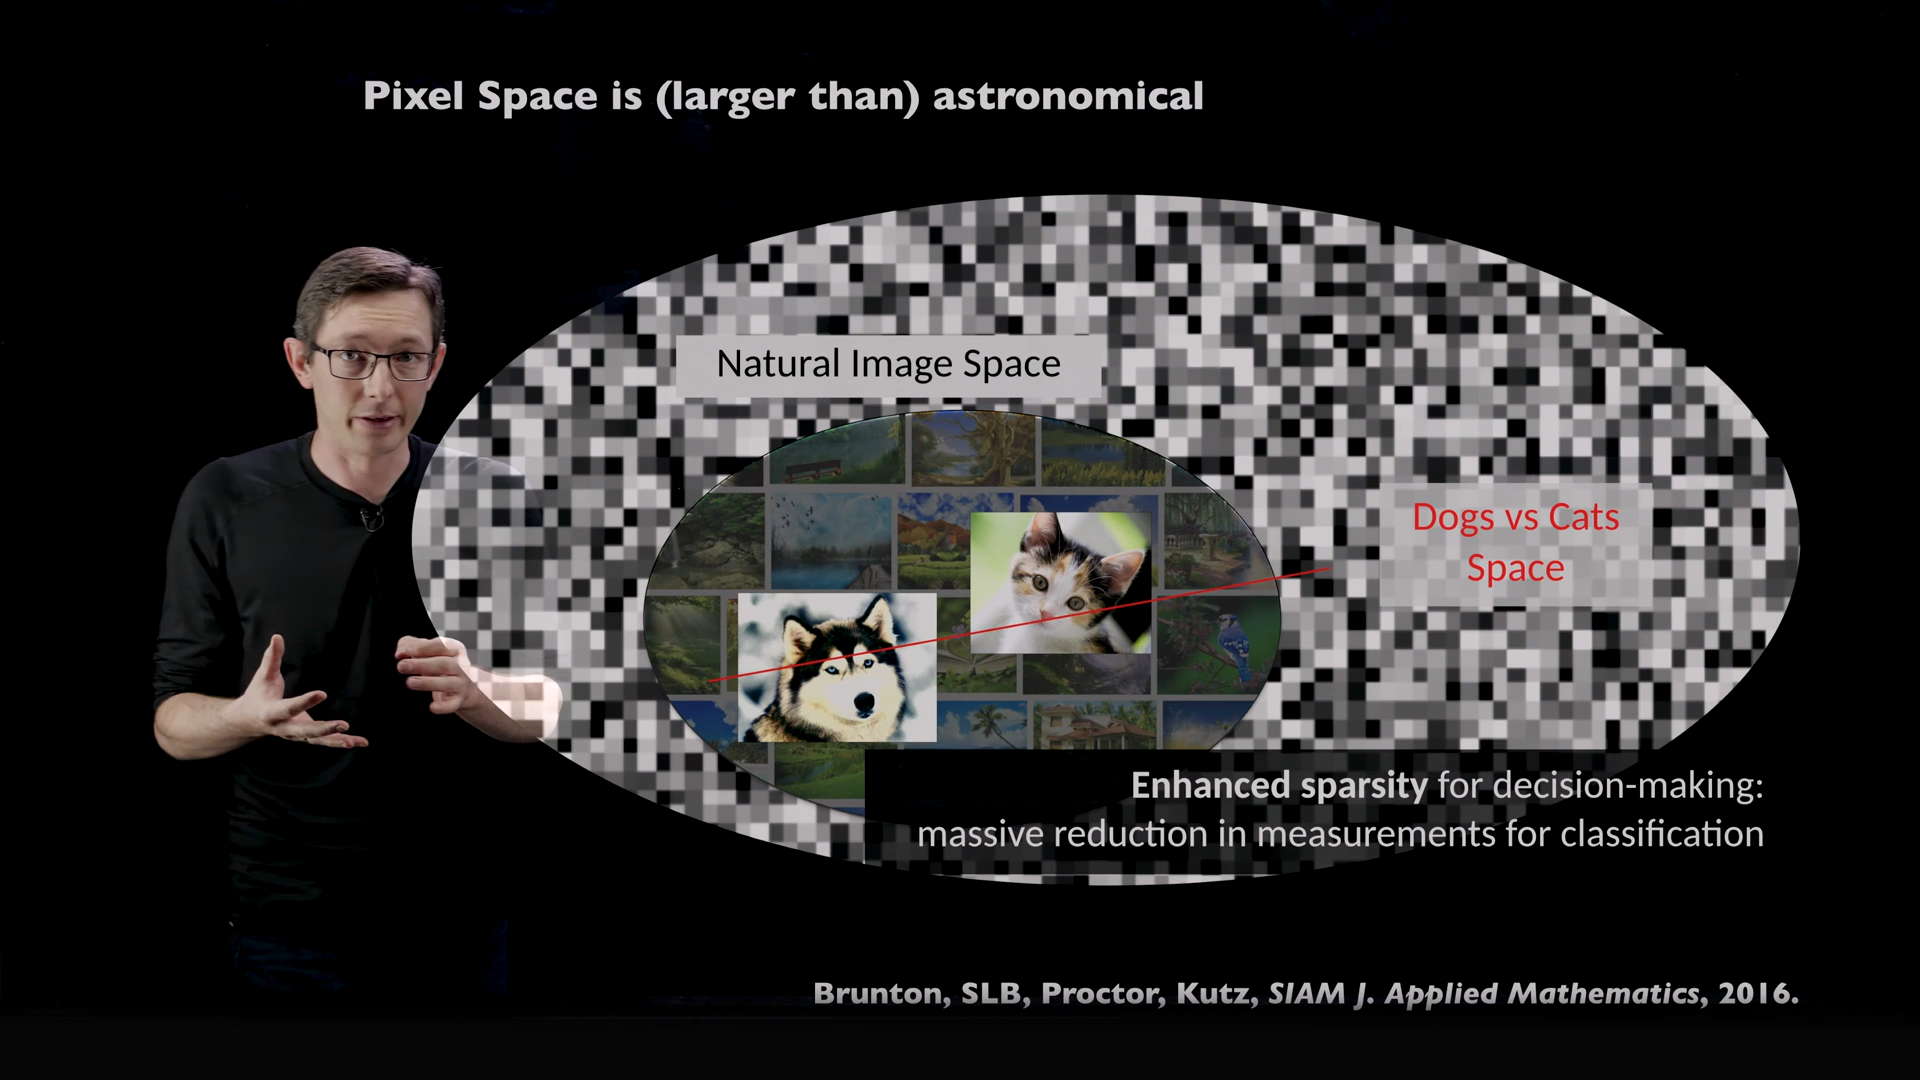 Pixel Space is (larger than) astronomical
Natural Image Space
Dogs vs Cats
Space
Enhanced sparsity for decision-making:
massive reduction in measurements for classification
Brunton, SLB, Proctor, Kutz, SIAM J. Applied Mathematics, 2016.